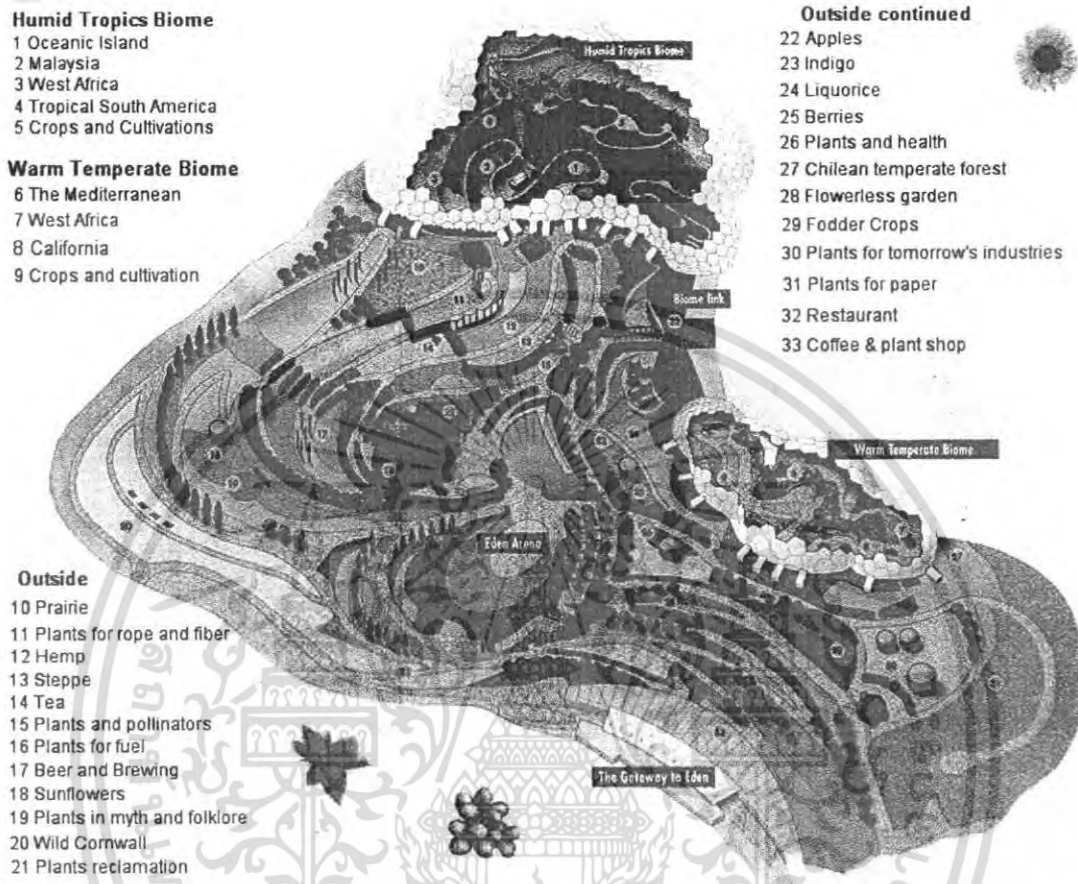 Humid Tropics Biome
1 Oceanic Island
2 Malaysia
3 West Africa
4 Tropical South America
5 Crops and Cultivations
Warm Temperate Biome
6 The Mediterranean
7 West Africa
8 California
9 Crops and cultivation
Outside
10 Prairie
11 Plants for rope and fiber
12 Hemp
13 Steppe
14 Tea
15 Plants and pollinators
16 Plants for fuel
17 Beer and Brewing
18 Sunflowers
19 Plants in myth and folklore
20 Wild Cornwall
21 Plants reclamation
Outside continued
22 Apples
23 Indigo
24 Liquorice
25 Berries
26 Plants and health
27 Chilean temperate forest
28 Flowerless garden
29 Fodder Crops
30 Plants for tomorrow's industries
31 Plants for paper
32 Restaurant
33 Coffee & plant shop
Humid Tropics Biome
Biome link
Warm Temperate Biome
Eden Arena
The Gateway to Eden